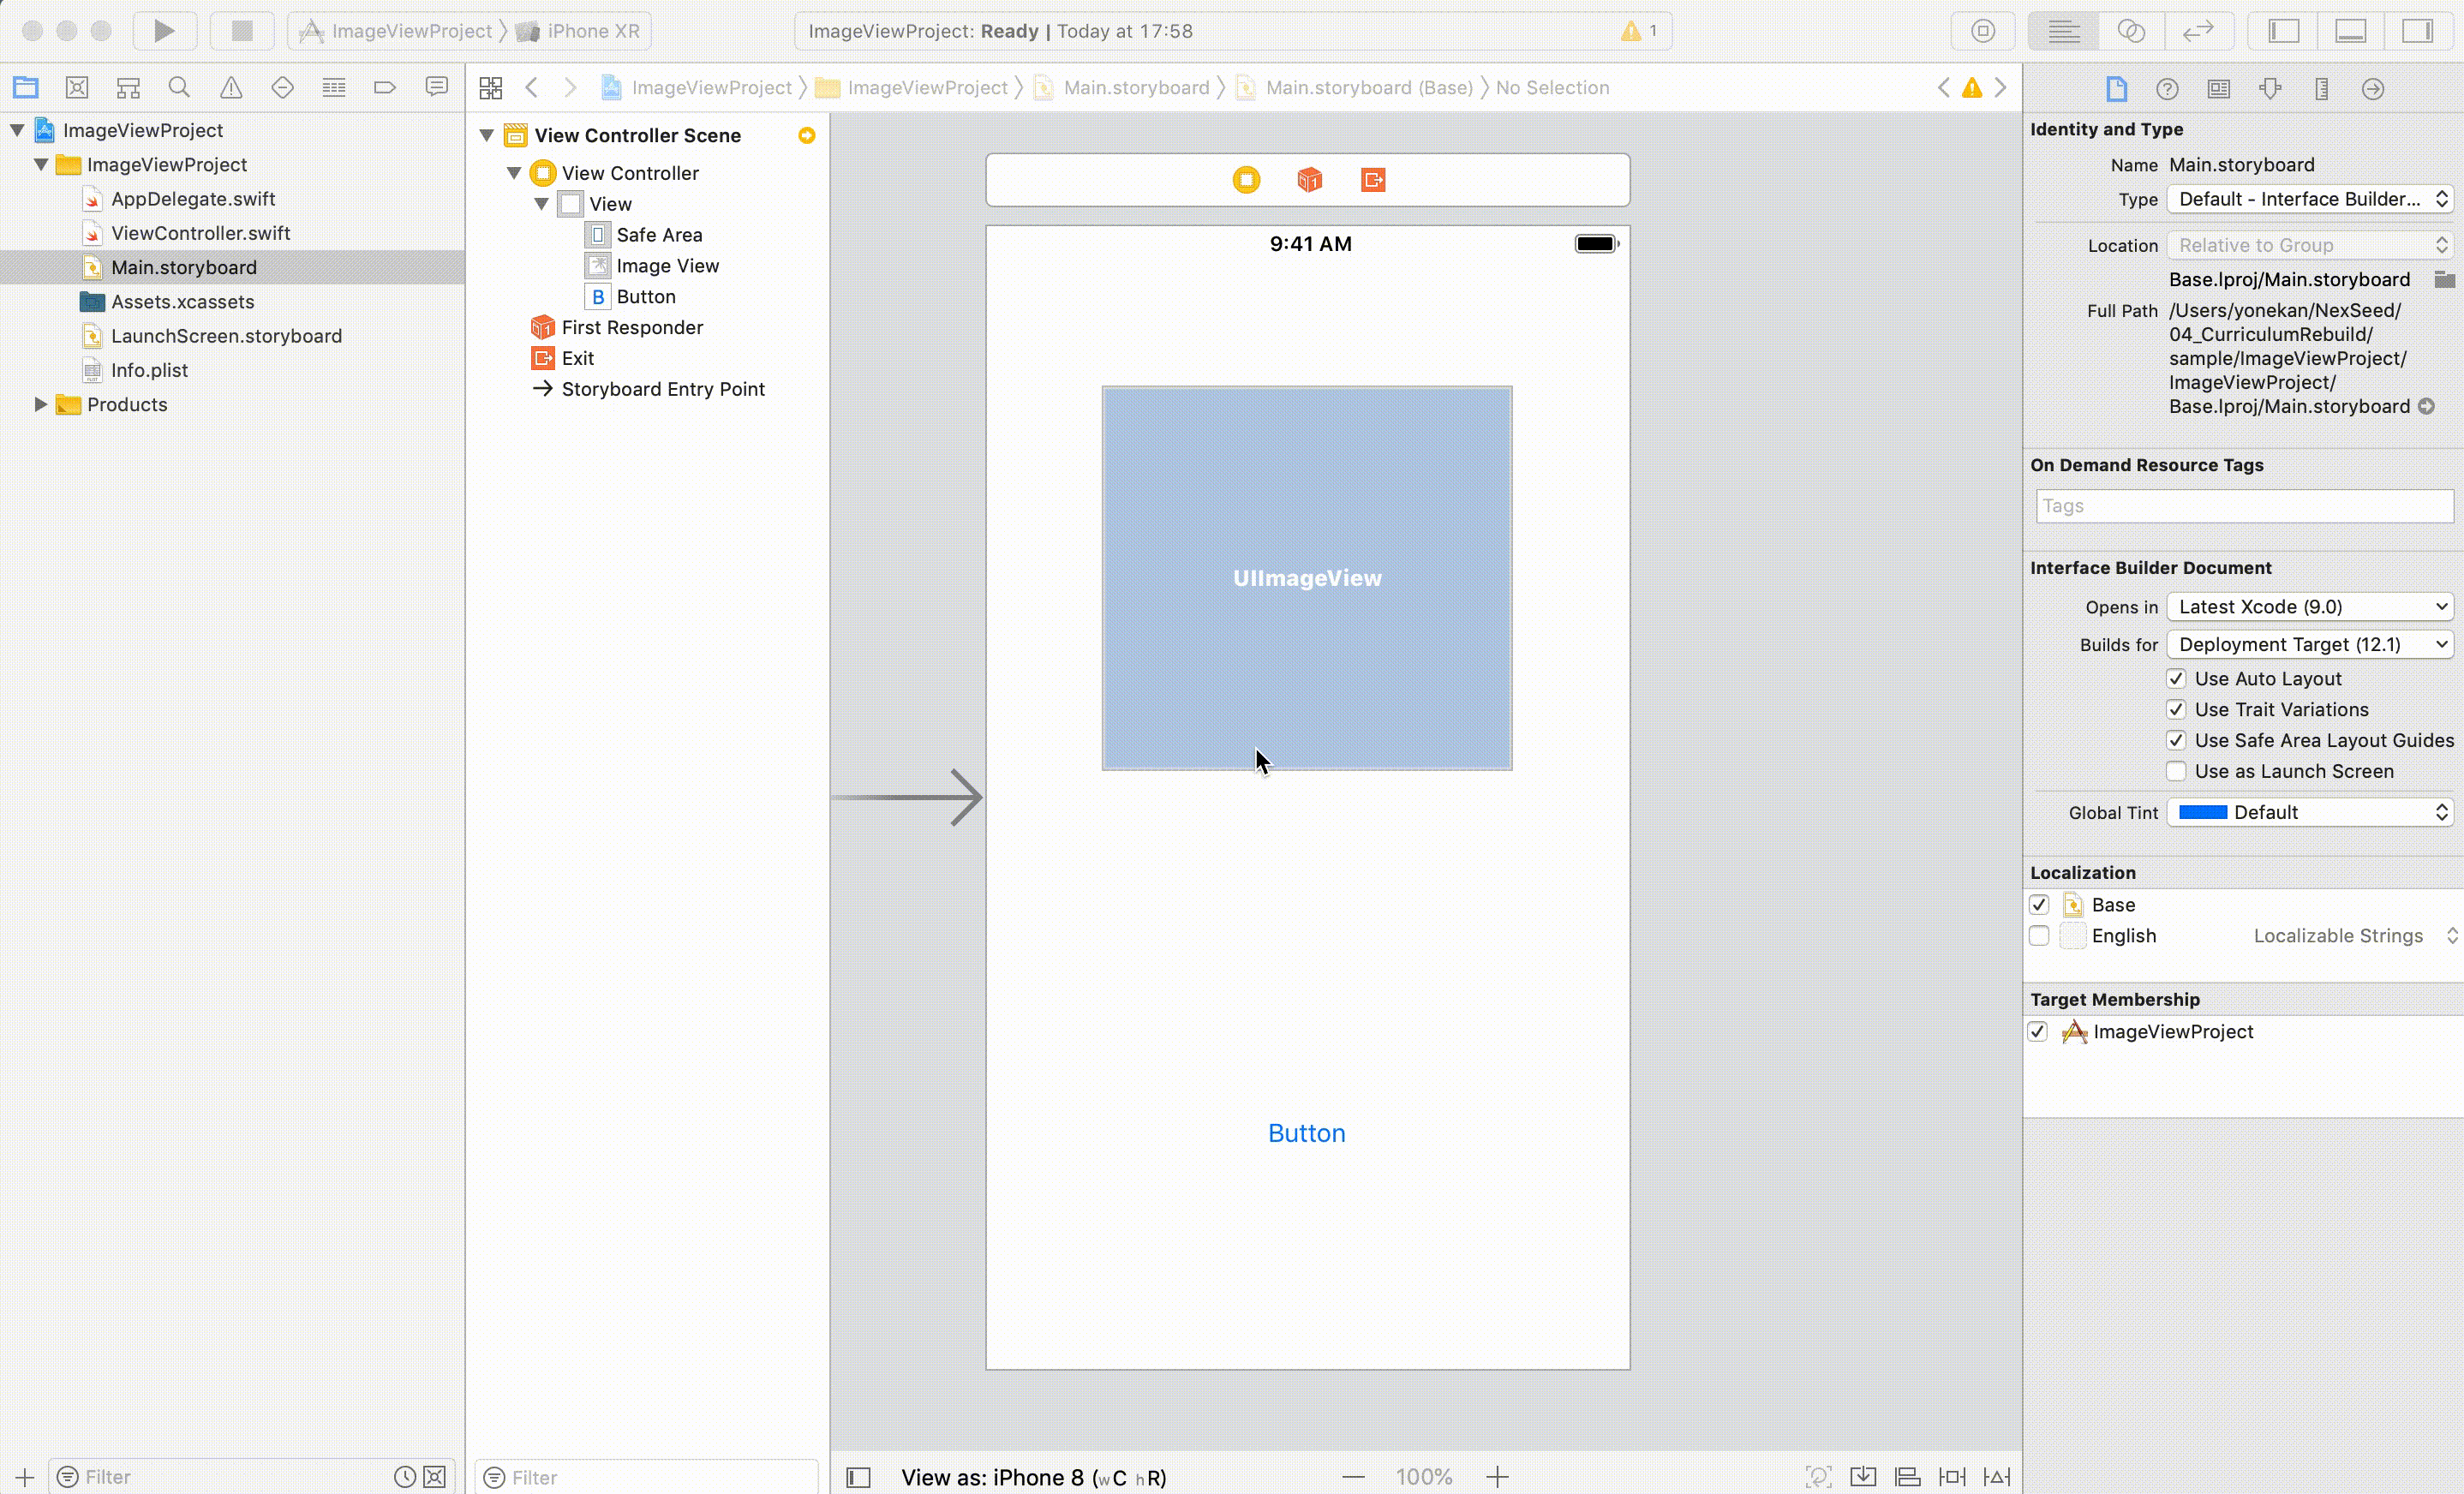 ImageViewProject iPhone XR
ImageViewProject: Ready | Today at 17:58
1
ImageViewProject ImageViewProject Main.storyboard Main.storyboard (Base) No Selection
ImageViewProject
ImageViewProject
AppDelegate.swift
ViewController.swift
Main.storyboard
Assets.xcassets
LaunchScreen.storyboard
Info.plist
Products
Filter
View Controller Scene
View Controller
View
Safe Area
Image View
B Button
First Responder
Exit
Storyboard Entry Point
Filter
9:41 AM
UIImageView
Button
View as: iPhone 8 (wC hR)
100%
Identity and Type
Name Main.storyboard
Type Default - Interface Builder...
Location Relative to Group
Base.lproj/Main.storyboard
Full Path /Users/yonekan/NexSeed/
04_CurriculumRebuild/
sample/ImageViewProject/
ImageViewProject/
Base.lproj/Main.storyboard
On Demand Resource Tags
Tags
Interface Builder Document
Opens in Latest Xcode (9.0)
Builds for Deployment Target (12.1)
Use Auto Layout
Use Trait Variations
Use Safe Area Layout Guides
Use as Launch Screen
Global Tint Default
Localization
Base
English Localizable Strings
Target Membership
ImageViewProject